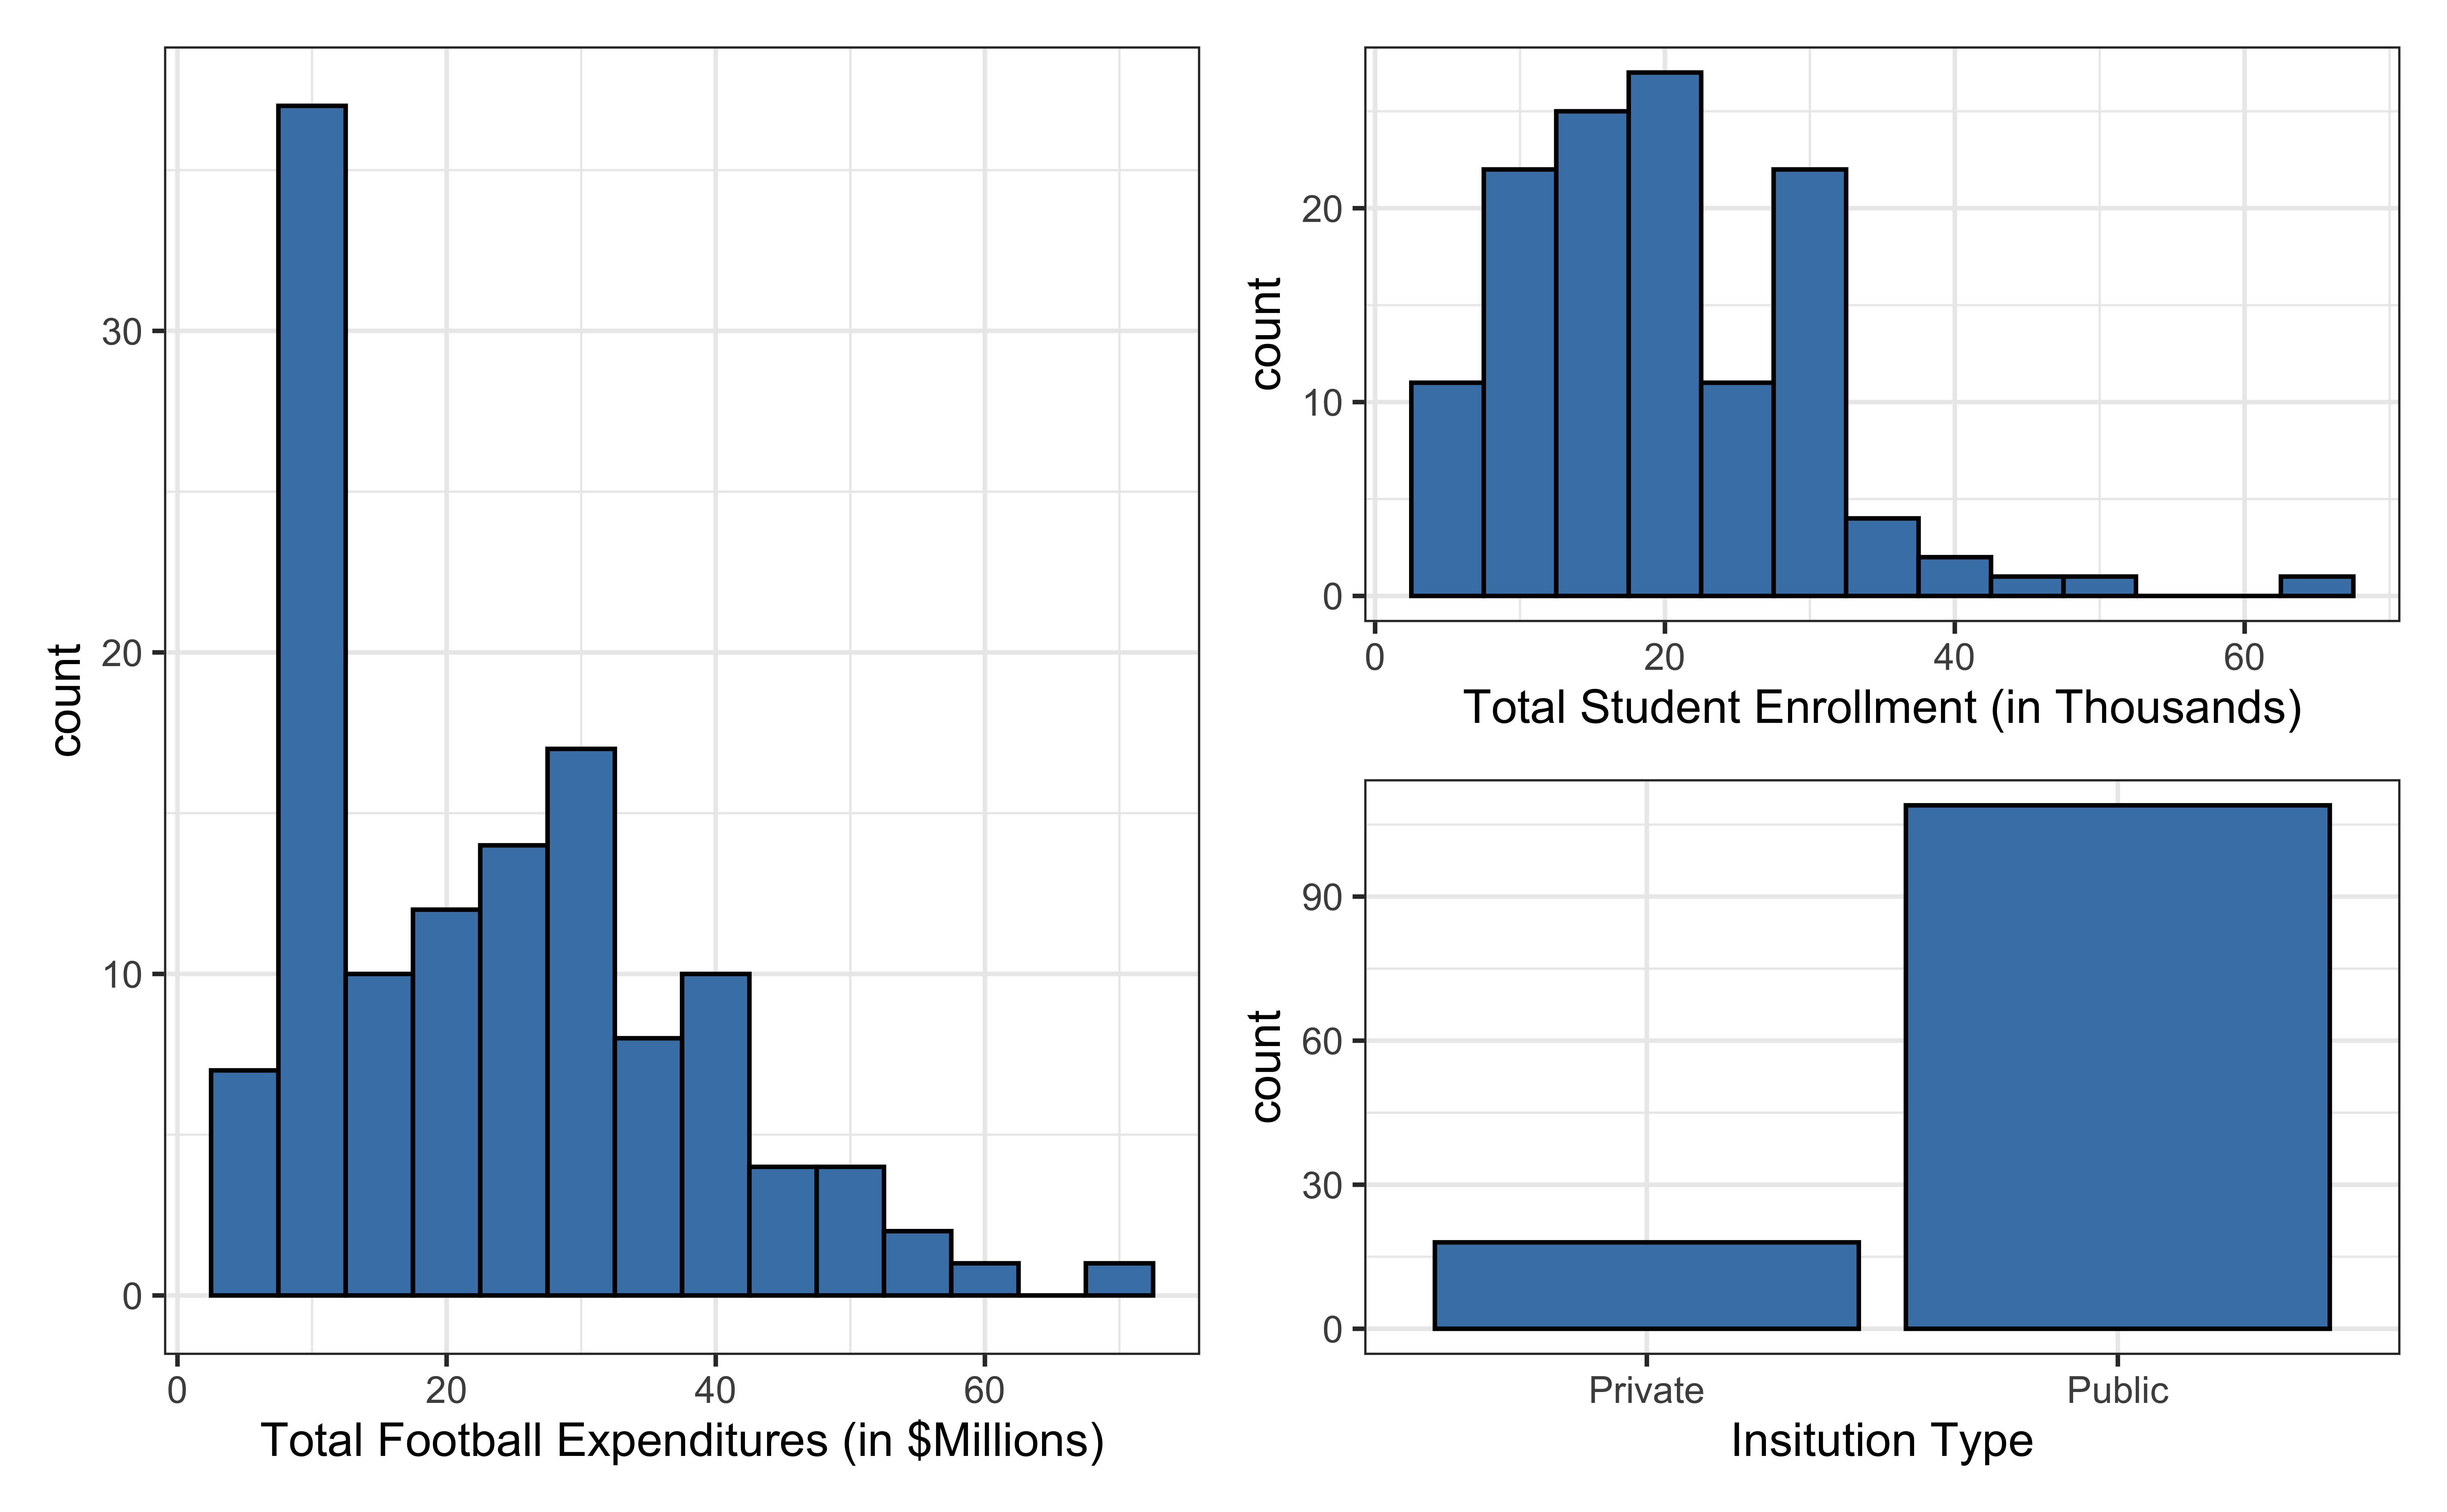 30
20
10
0
count
0 20 40 60
Total Football Expenditures (in $Millions)
20
10
0
count
0 20 40 60
Total Student Enrollment (in Thousands)
90
60
30
0
count
Private Public
Insitution Type